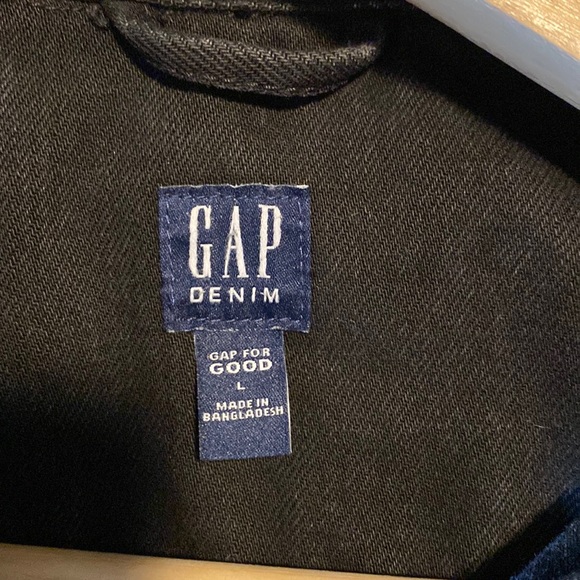 GAP
DENIM
GAP FOR
GOOD
L
MADE IN
BANGLADESH